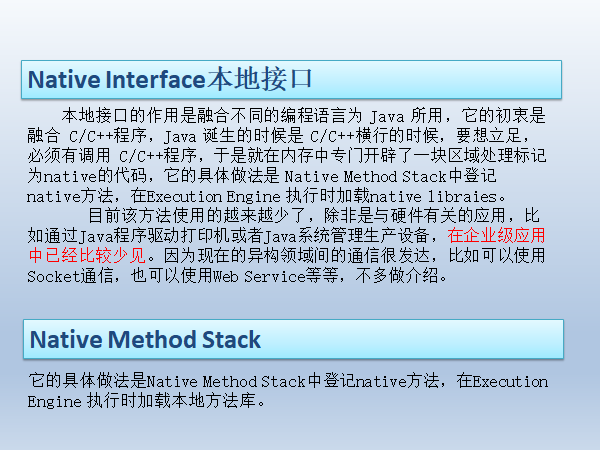 Native Interface本地接口
本地接口的作用是融合不同的编程语言为 Java 所用，它的初衷是
融合 C/C++程序，Java 诞生的时候是 C/C++横行的时候，要想立足，
必须有调用 C/C++程序，于是就在内存中专门开辟了一块区域处理标记
为native的代码，它的具体做法是 Native Method Stack中登记
native方法，在Execution Engine 执行时加载native libraies。
目前该方法使用的越来越少了，除非是与硬件有关的应用，比
如通过Java程序驱动打印机或者Java系统管理生产设备，在企业级应用
中已经比较少见。因为现在的异构领域间的通信很发达，比如可以使用
Socket通信，也可以使用Web Service等等，不多做介绍。
Native Method Stack
它的具体做法是Native Method Stack中登记native方法，在Execution
Engine 执行时加载本地方法库。